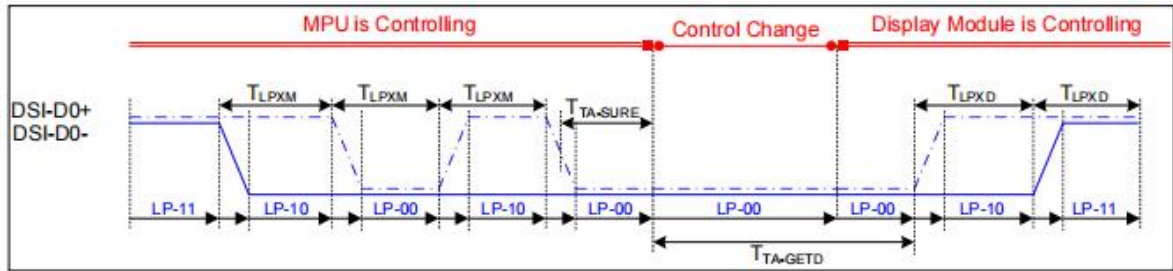 MPU is Controlling Control Change Display Module is Controlling
TLPXM TLPXM TLPXM TLPXD TLPXD
DSI-D0+
DSI-D0-
TTA-SURE
LP-11 LP-10 LP-00 LP-10 LP-00 LP-00 LP-00 LP-10 LP-11
TTA-GETD